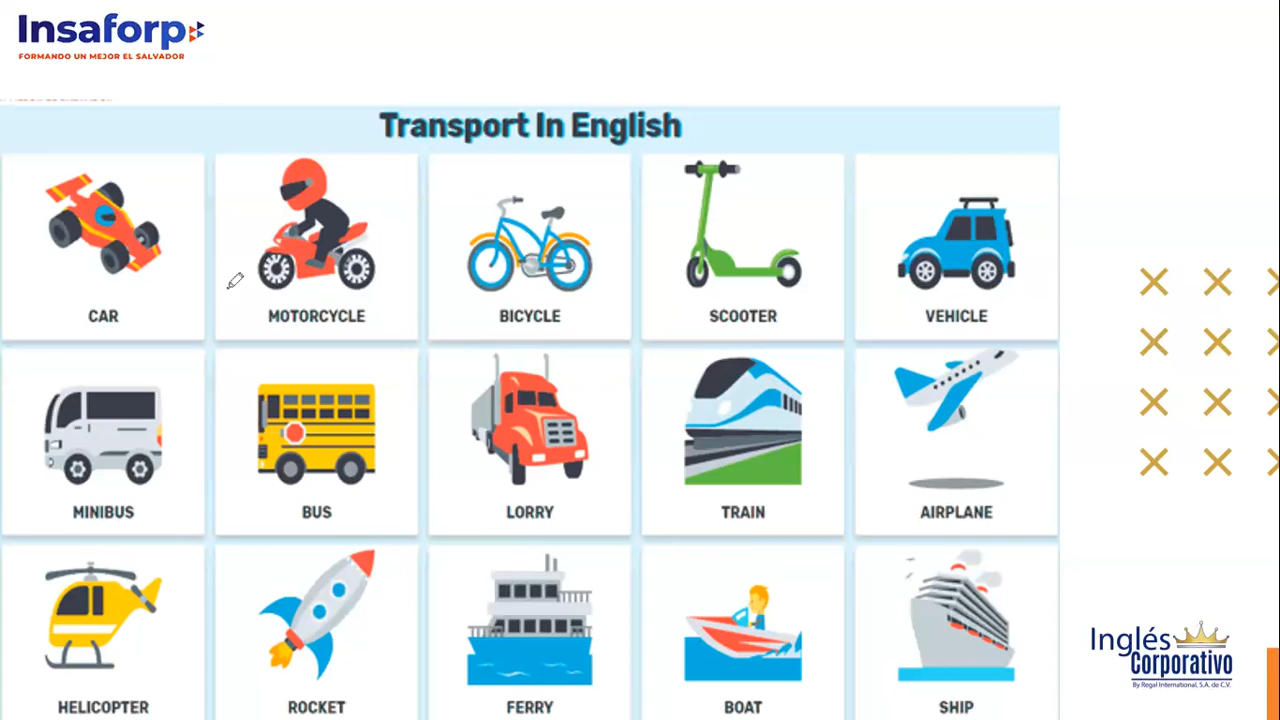 Insaforp
FORMANDO UN MEJOR EL SALVADOR
Transport In English
CAR
MOTORCYCLE
BICYCLE
SCOOTER
VEHICLE
MINIBUS
BUS
LORRY
TRAIN
AIRPLANE
HELICOPTER
ROCKET
FERRY
BOAT
SHIP
Inglés
Corporativo
By Regal International, S.A. de C.V.